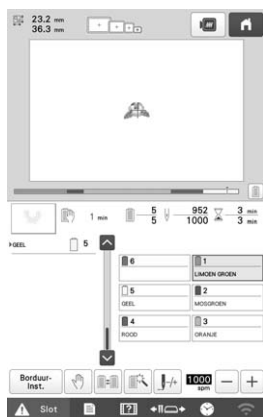 23.2 mm
36.3 mm
1 min
5
5
952
1000
3 min
3 min
GEEL
5
6
1
LIMOEN GROEN
5
GEEL
2
MOSGROEN
4
ROOD
3
ORANJE
Borduur-
Inst.
-/+
1000
spm
Slot